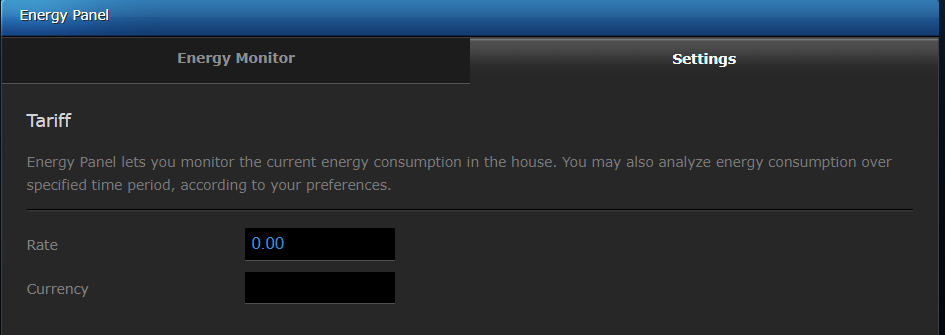 Energy Panel
Energy Monitor
Settings
Tariff
Energy Panel lets you monitor the current energy consumption in the house. You may also analyze energy consumption over
specified time period, according to your preferences.
Rate
0.00
Currency